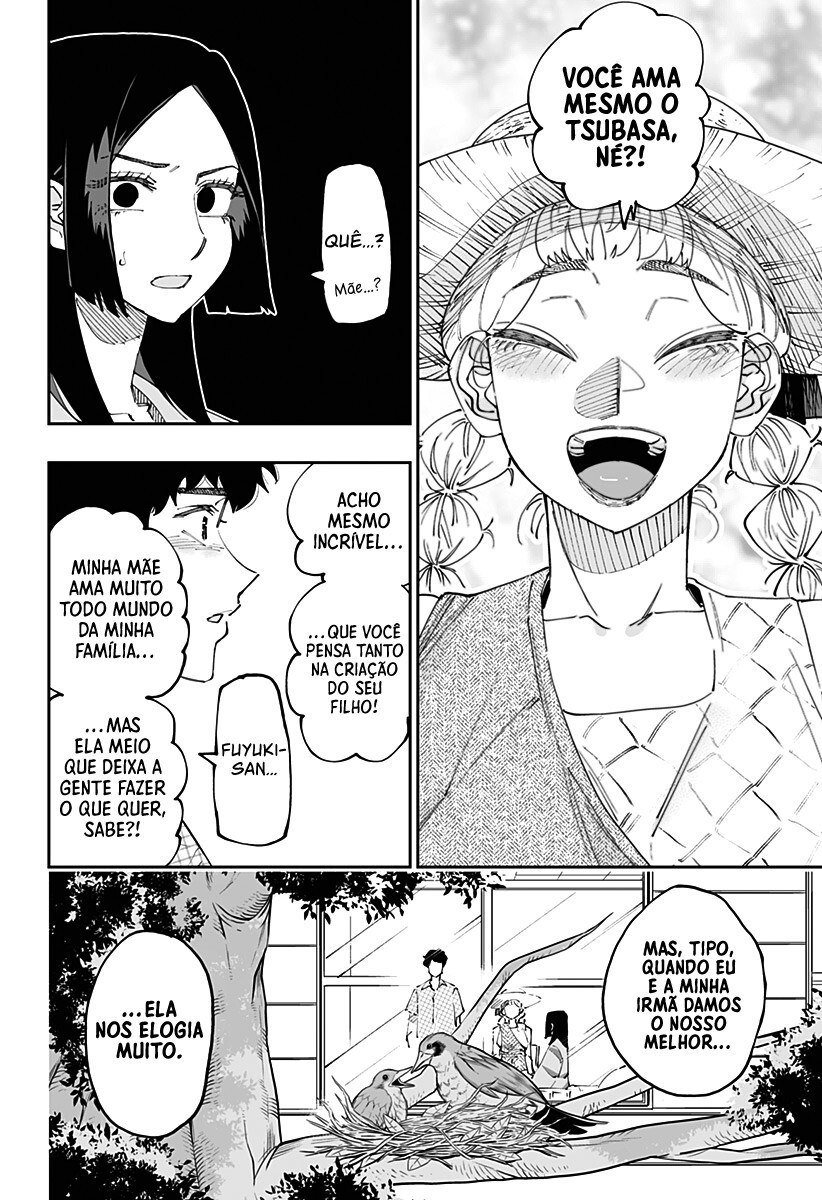 VOCÊ AMA
MESMO O
TSUBASA,
NÉ?!
QUÊ...?
Mãe...?
ACHO
MESMO
INCRÍVEL...
...QUE VOCÊ
PENSA TANTO
NA CRIAÇÃO
DO SEU
FILHO!
FUYUKI-
SAN...
MINHA MÃE
AMA MUITO
TODO MUNDO
DA MINHA
FAMÍLIA...
...MAS
ELA MEIO
QUE DEIXA A
GENTE FAZER
O QUE QUER,
SABE?!
MAS, TIPO,
QUANDO EU
E A MINHA
IRMÃ DAMOS
O NOSSO
MELHOR...
...ELA
NOS ELOGIA
MUITO.